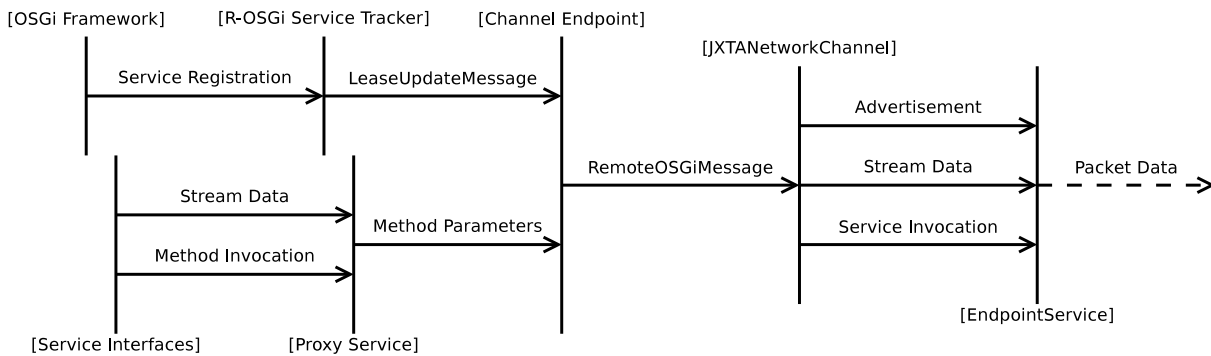 [OSGi Framework]
[R-OSGi Service Tracker]
[Channel Endpoint]
[JXTANetworkChannel]
Service Registration
LeaseUpdateMessage
Advertisement
RemoteOSGiMessage
Stream Data
Packet Data
Stream Data
Method Parameters
Service Invocation
Method Invocation
[EndpointService]
[Service Interfaces]
[Proxy Service]